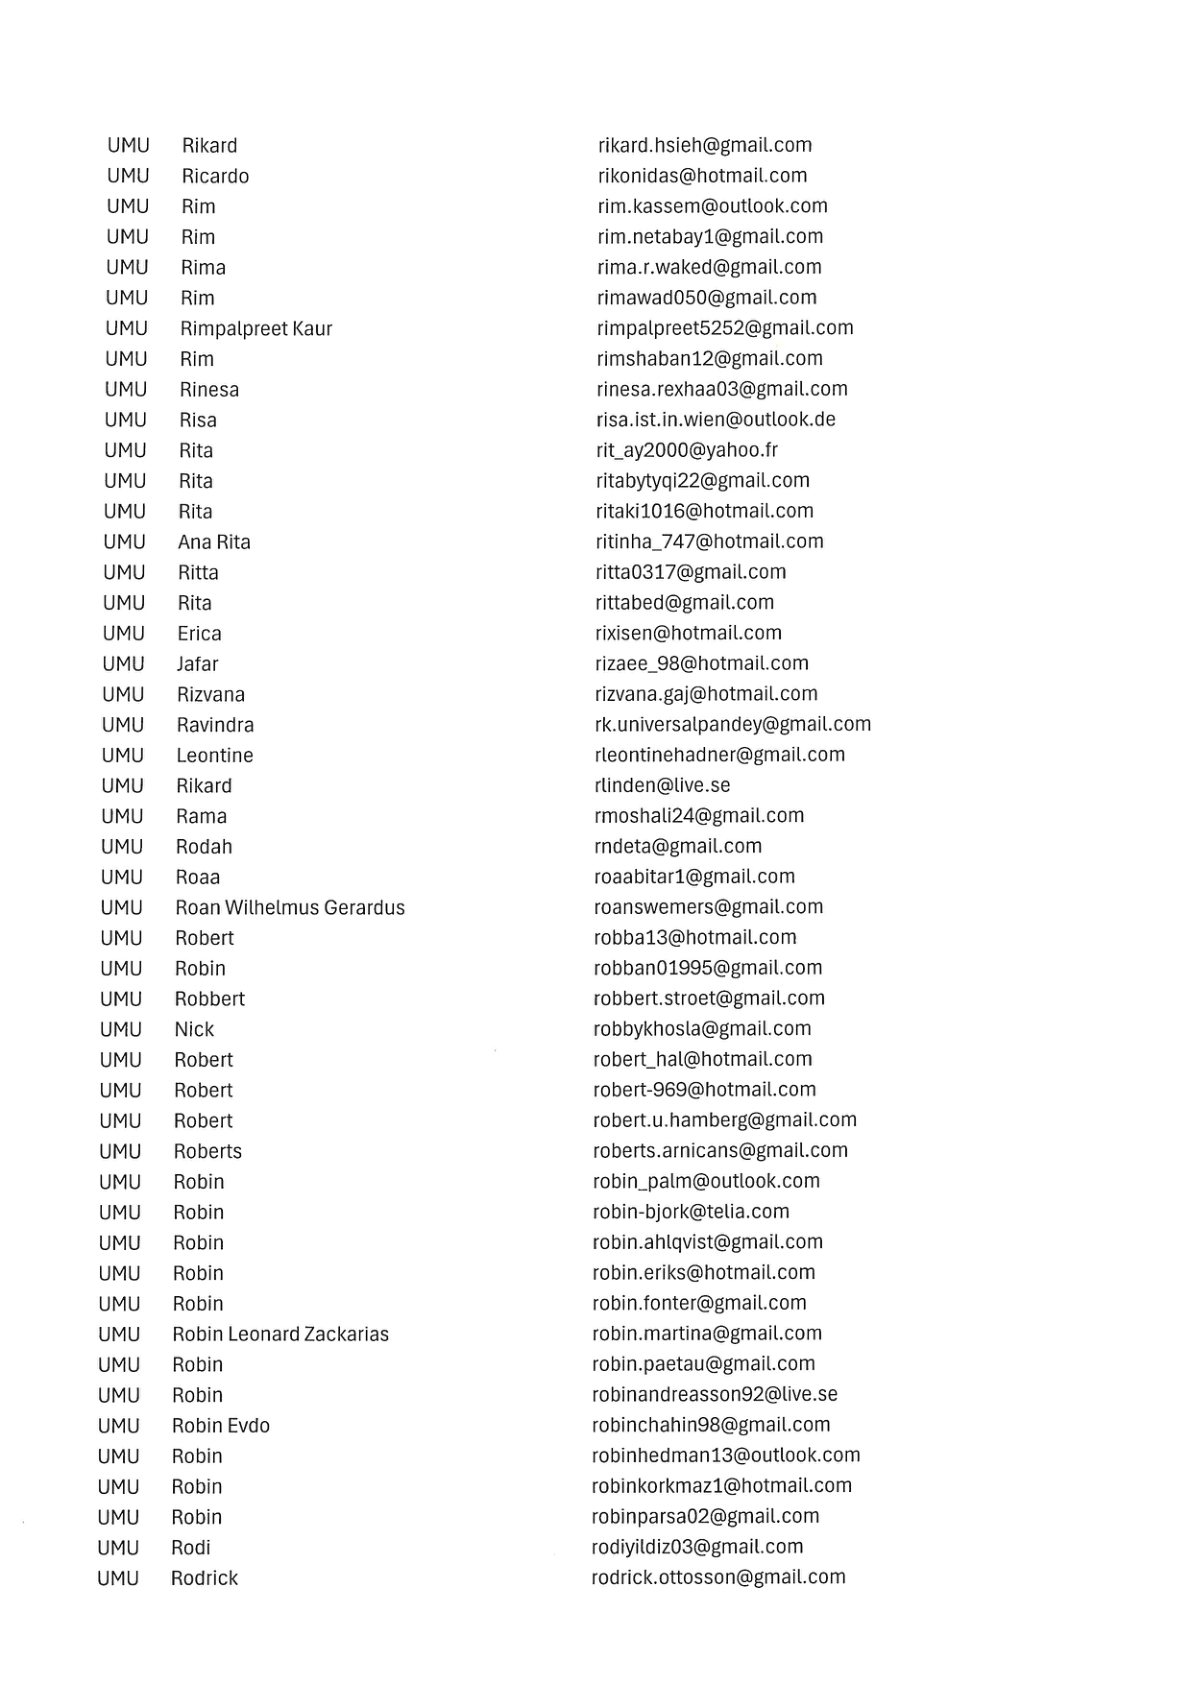 UMU Rikard rikard.hsieh@gmail.com
UMU Ricardo rikonidas@hotmail.com
UMU Rim rim.kassem@outlook.com
UMU Rim rim.netabay1@gmail.com
UMU Rima rima.r.waked@gmail.com
UMU Rim rimawad050@gmail.com
UMU Rimpalpreet Kaur rimpalpreet5252@gmail.com
UMU Rim rimshaban12@gmail.com
UMU Rinesa rinesa.rexhaa03@gmail.com
UMU Risa risa.ist.in.wien@outlook.de
UMU Rita rit_ay2000@yahoo.fr
UMU Rita ritabytyqi22@gmail.com
UMU Rita ritaki1016@hotmail.com
UMU Ana Rita ritinha_747@hotmail.com
UMU Ritta ritta0317@gmail.com
UMU Rita rittabed@gmail.com
UMU Erica rixisen@hotmail.com
UMU Jafar rizaee_98@hotmail.com
UMU Rizvana rizvana.gaj@hotmail.com
UMU Ravindra rk.universalpandey@gmail.com
UMU Leontine rleontinehadner@gmail.com
UMU Rikard rlinden@live.se
UMU Rama rmoshali24@gmail.com
UMU Rodah rndeta@gmail.com
UMU Roaa roaabitar1@gmail.com
UMU Roan Wilhelmus Gerardus roanswemers@gmail.com
UMU Robert robba13@hotmail.com
UMU Robin robban01995@gmail.com
UMU Robbert robbert.stroet@gmail.com
UMU Nick robbykhosla@gmail.com
UMU Robert robert_hal@hotmail.com
UMU Robert robert-969@hotmail.com
UMU Robert robert.u.hamberg@gmail.com
UMU Roberts roberts.arnicans@gmail.com
UMU Robin robin_palm@outlook.com
UMU Robin robin-bjork@telia.com
UMU Robin robin.ahlqvist@gmail.com
UMU Robin robin.eriks@hotmail.com
UMU Robin robin.fonter@gmail.com
UMU Robin Leonard Zackarias robin.martina@gmail.com
UMU Robin robin.paetau@gmail.com
UMU Robin robinandreasson92@live.se
UMU Robin Evdo robinchahin98@gmail.com
UMU Robin robinhedman13@outlook.com
UMU Robin robinkorkmaz1@hotmail.com
UMU Robin robinparsa02@gmail.com
UMU Rodi rodiyildiz03@gmail.com
UMU Rodrick rodrick.ottosson@gmail.com